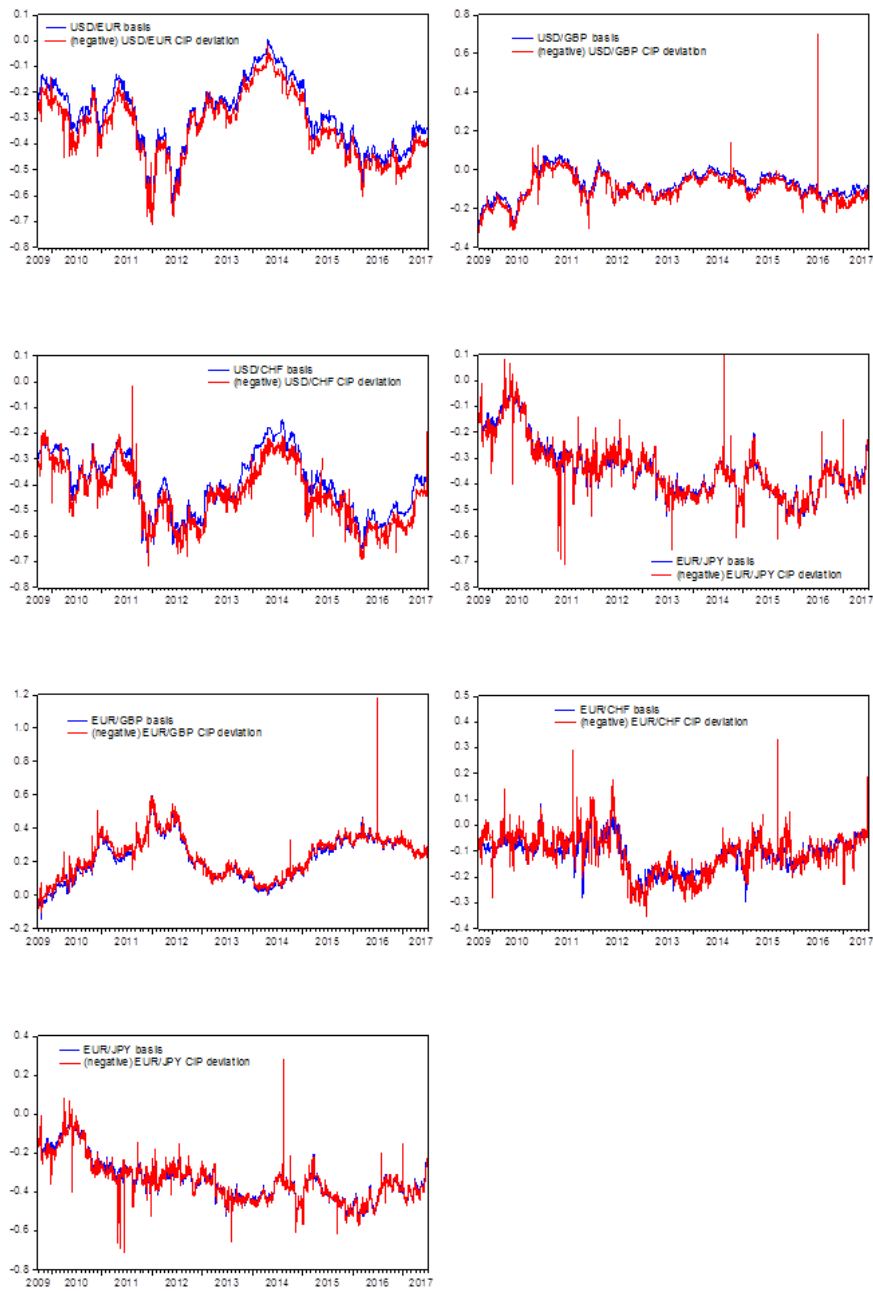 0.1
0.0
-0.1
-0.2
-0.3
-0.4
-0.5
-0.6
-0.7
-0.8
USD/EUR basis
(negative) USD/EUR CIP deviation
2009 2010 2011 2012 2013 2014 2015 2016 2017
0.8
0.6
0.4
0.2
0.0
-0.2
-0.4
USD/GBP basis
(negative) USD/GBP CIP deviation
2009 2010 2011 2012 2013 2014 2015 2016 2017
0.1
0.0
-0.1
-0.2
-0.3
-0.4
-0.5
-0.6
-0.7
-0.8
USD/CHF basis
(negative) USD/CHF CIP deviation
2009 2010 2011 2012 2013 2014 2015 2016 2017
0.1
0.0
-0.1
-0.2
-0.3
-0.4
-0.5
-0.6
-0.7
-0.8
EUR/JPY basis
(negative) EUR/JPY CIP deviation
2009 2010 2011 2012 2013 2014 2015 2016 2017
1.2
1.0
0.8
0.6
0.4
0.2
0.0
-0.2
EUR/GBP basis
(negative) EUR/GBP CIP deviation
2009 2010 2011 2012 2013 2014 2015 2016 2017
0.5
0.4
0.3
0.2
0.1
0.0
-0.1
-0.2
-0.3
-0.4
EUR/CHF basis
(negative) EUR/CHF CIP deviation
2009 2010 2011 2012 2013 2014 2015 2016 2017
0.4
0.2
0.0
-0.2
-0.4
-0.6
-0.8
EUR/JPY basis
(negative) EUR/JPY CIP deviation
2009 2010 2011 2012 2013 2014 2015 2016 2017